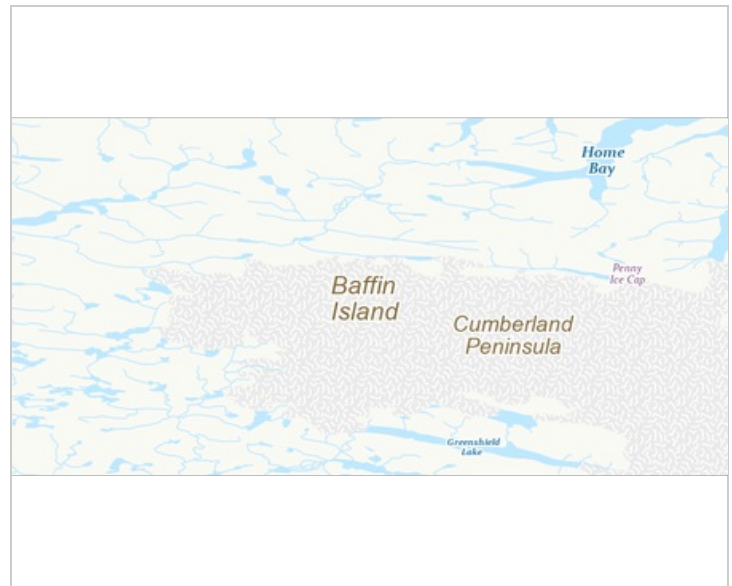 Home
Bay
Penny
Ice Cap
Baffin
Island
Cumberland
Peninsula
Greenshield
Lake